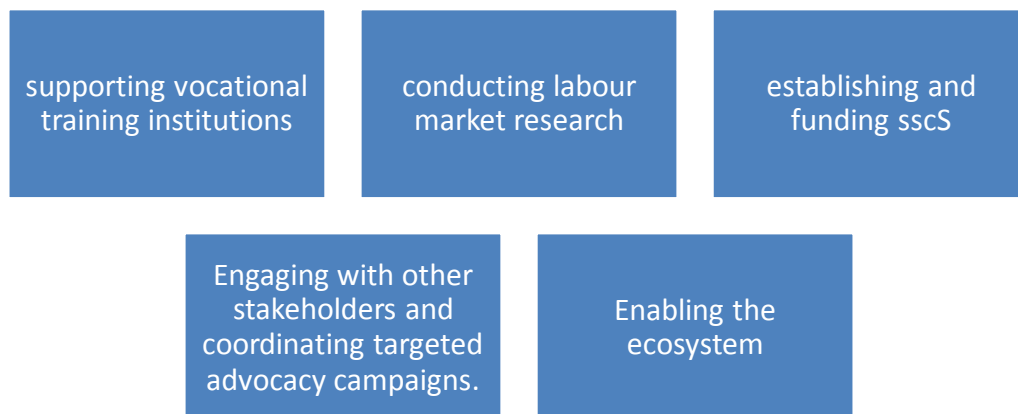 supporting vocational
training institutions
conducting labour
market research
establishing and
funding sscS
Engaging with other
stakeholders and
coordinating targeted
advocacy campaigns.
Enabling the
ecosystem